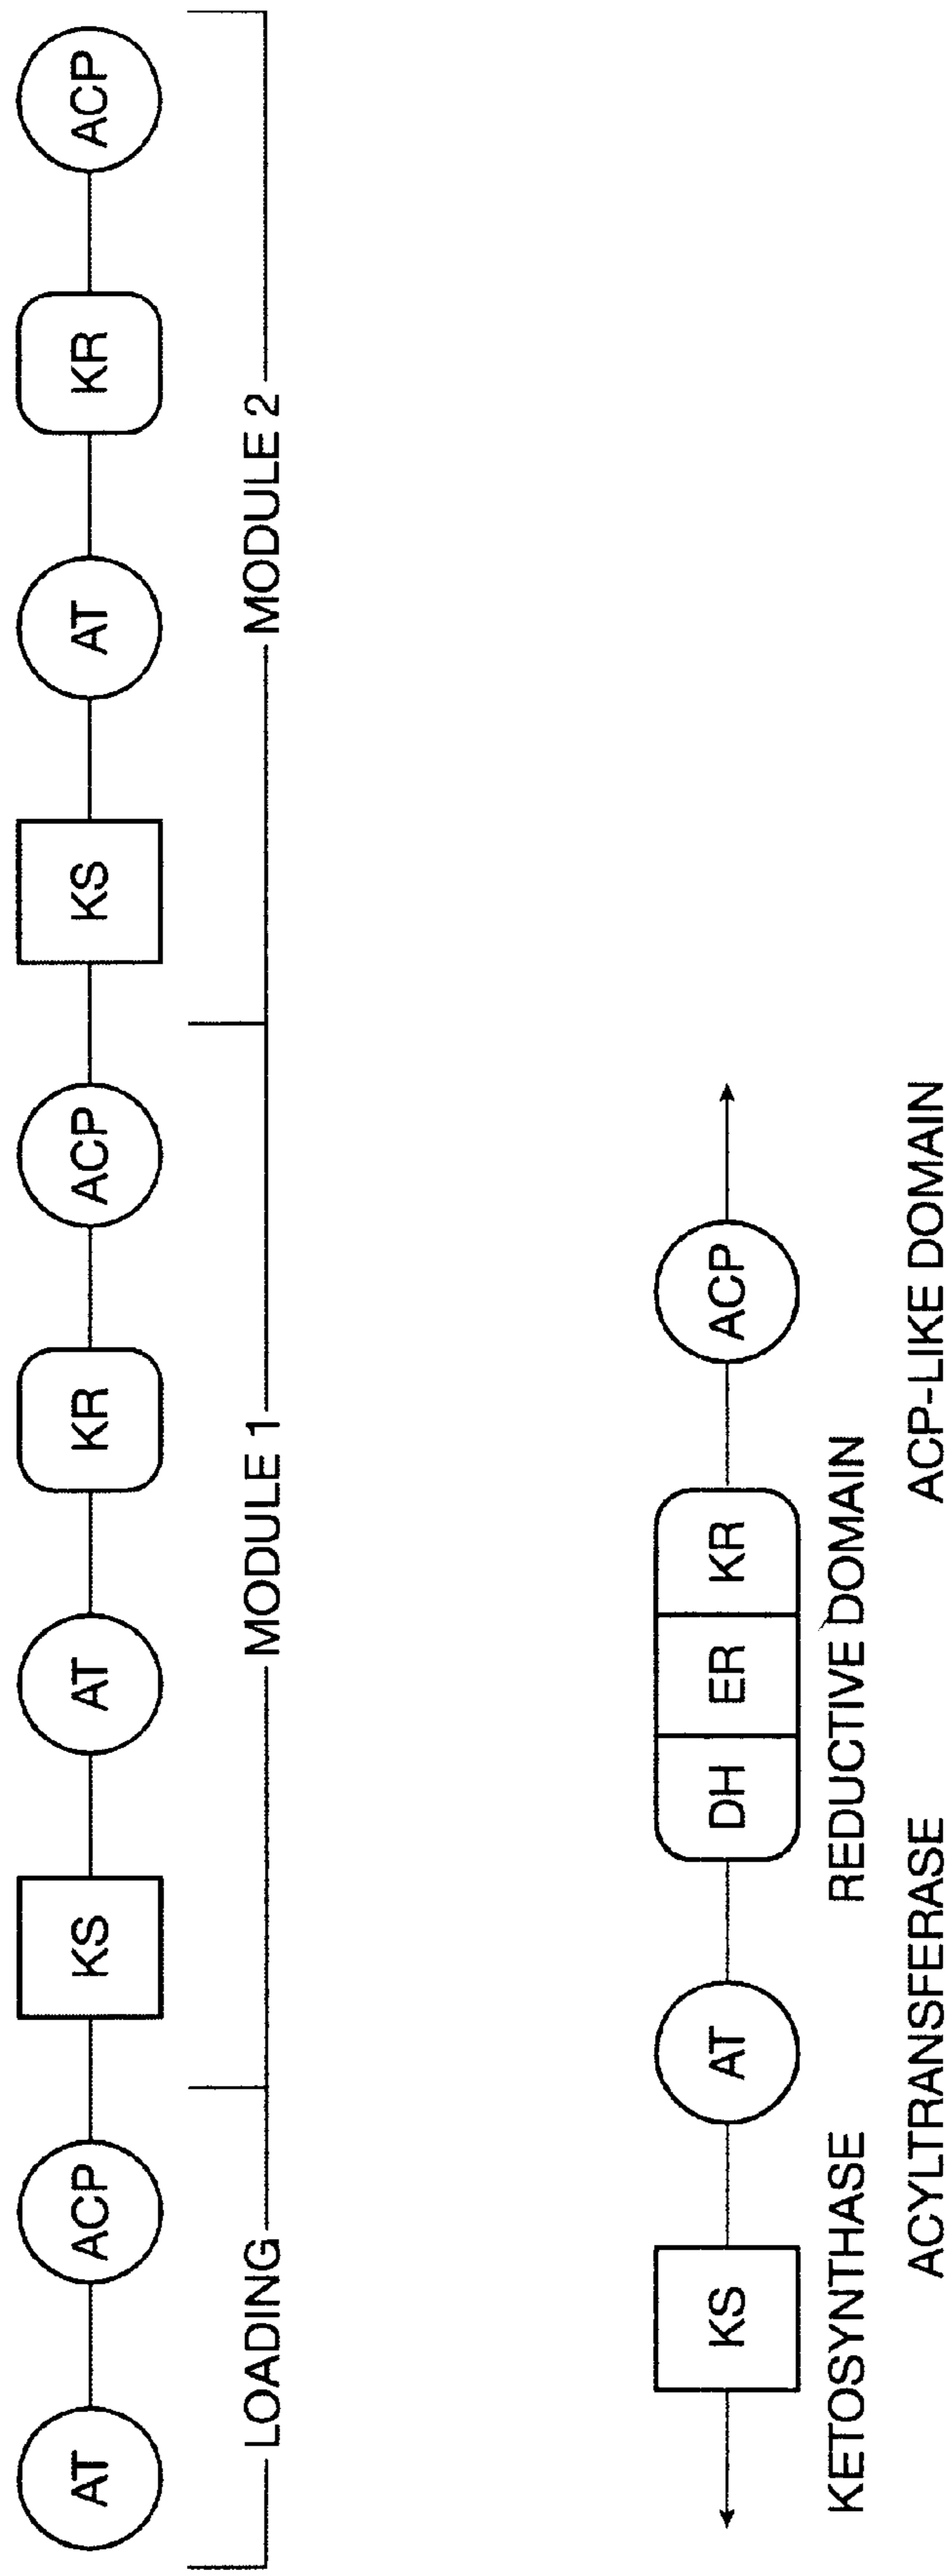 AT ACP KS AT KR ACP KS AT KR ACP
LOADING MODULE 1 MODULE 2
KS AT DH ER KR ACP
KETOSYNTHASE REDUCTIVE DOMAIN
ACYLTRANSFERASE ACP-LIKE DOMAIN